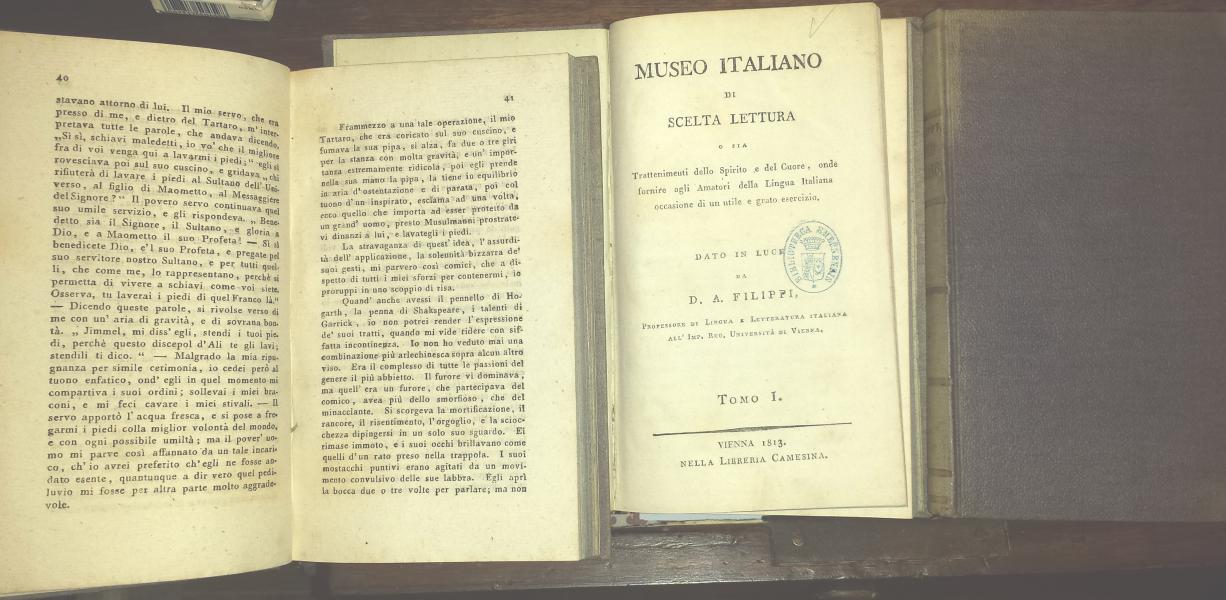 40
stavano attorno di lui. Il mio servo, che era
presso di me, e dietro del Tartaro, m'inter-
pretava tutte le parole, che andava dicendo.
„Sì sì, schiavi maledetti, io vo' che il migliore
fra di voi venga qui a lavarmi i piedi;“ egli si
rovesciava poi sul suo cuscino, e gridava „chi
rifiuterà di lavare i piedi al Sultano dell'Uni-
verso, al figlio di Maometto, al Messaggiere
del Signore?“ Il povero servo continuava quel
suo umile servizio, e gli rispondeva. „Bene-
detto sia il Signore, il Sultano, e gloria a
Dio, e a Maometto il suo Profeta! — Sì sì
benedicete Dio, e'l suo Profeta, e pregate pel
suo servitore nostro Sultano, e per tutti quel-
li, che come me, lo rappresentano, perchè si
permetta di vivere a schiavi come voi siete.
Osserva, tu laverai i piedi di quel Franco là.“
— Dicendo queste parole, si rivolse verso di
me con un' aria di gravità, e di sovrana bon-
tà. „Jimmel, mi diss' egli, stendi i tuoi pie-
di, perchè questo discepol d'Ali te gli lavi;
stendili ti dico. “ — Malgrado la mia ripu-
gnanza per simile cerimonia, io cedei però al
tuono enfatico, ond' egli in quel momento mi
compartiva i suoi ordini; sollevai i miei bra-
coni, e mi feci cavare i miei stivali. — Il
servo apportò l' acqua fresca, e si pose a fre-
garmi i piedi colla miglior volontà del mondo,
e con ogni possibile umiltà; ma il pover' uo-
mo mi parve così affannato da un tale incari-
co, ch'io avrei preferito ch'egli ne fosse an-
dato esente, quantunque a dir vero quel pedi-
luvio mi fosse per altra parte molto aggrade-
vole.
41
Frammezzo a una tale operazione, il mio
Tartaro, che era coricato sul suo cuscino, e
fumava la sua pipa, si alza, fa due o tre giri
per la stanza con molta gravità, e un' impor-
tanza estremamente ridicola, poi egli prende
nella sua mano la pipa, la tiene in equilibrio
in aria d'ostentazione e di parata, poi col
tuono d'un inspirato, esclama ad una volta,
ecco quello che importa ad esser protetto da
un grand' uomo, presto Musulmani prostrate-
vi dinanzi a lui, e lavategli i piedi.
La stravaganza di quest' idea, l'assurdi-
tà dell' applicazione, la solennità bizzarra de'
suoi gesti, mi parvero così comici, che a di-
spetto di tutti i miei sforzi per contenermi, io
proruppi in uno scoppio di risa.
Quand' anche avessi il pennello di Ho-
garth, la penna di Shakspeare, i talenti di
Garrick, io non potrei render l'espressione
de' suoi tratti, quando mi vide ridere con sif-
fatta incontinenza. Io non ho veduto mai una
combinazione più arlechinesca sopra alcun altro
viso. Era il complesso di tutte le passioni del
genere il più abbietto. Il furore vi dominava,
ma quell' era un furore, che partecipava del
comico, avea più dello smorfioso, che del
minacciante. Si scorgeva la mortificazione, il
rancore, il risentimento, l'orgoglio, e la scioc-
chezza dipingersi in un solo suo sguardo. Ei
rimase immoto, e i suoi occhi brillavano come
quelli d'un rato preso nella trappola. I suoi
mostacchi puntivi erano agitati da un movi-
mento convulsivo delle sue labbra. Egli aprì
la bocca due o tre volte per parlare; ma non
MUSEO ITALIANO
DI
SCELTA LETTURA
O SIA
Trattenimenti dello Spirito e del Cuore, onde
fornire agli Amatori della Lingua Italiana
occasione di un utile e grato esercizio,
DATO IN LUCE
DA
D. A. FILIPPI,
PROFESSORE DI LINGUA E LETTERATURA ITALIANA
ALL' IMP. REG. UNIVERSITÀ DI VIENNA.
TOMO I.
VIENNA 1813.
NELLA LIBRERIA CAMESINA.